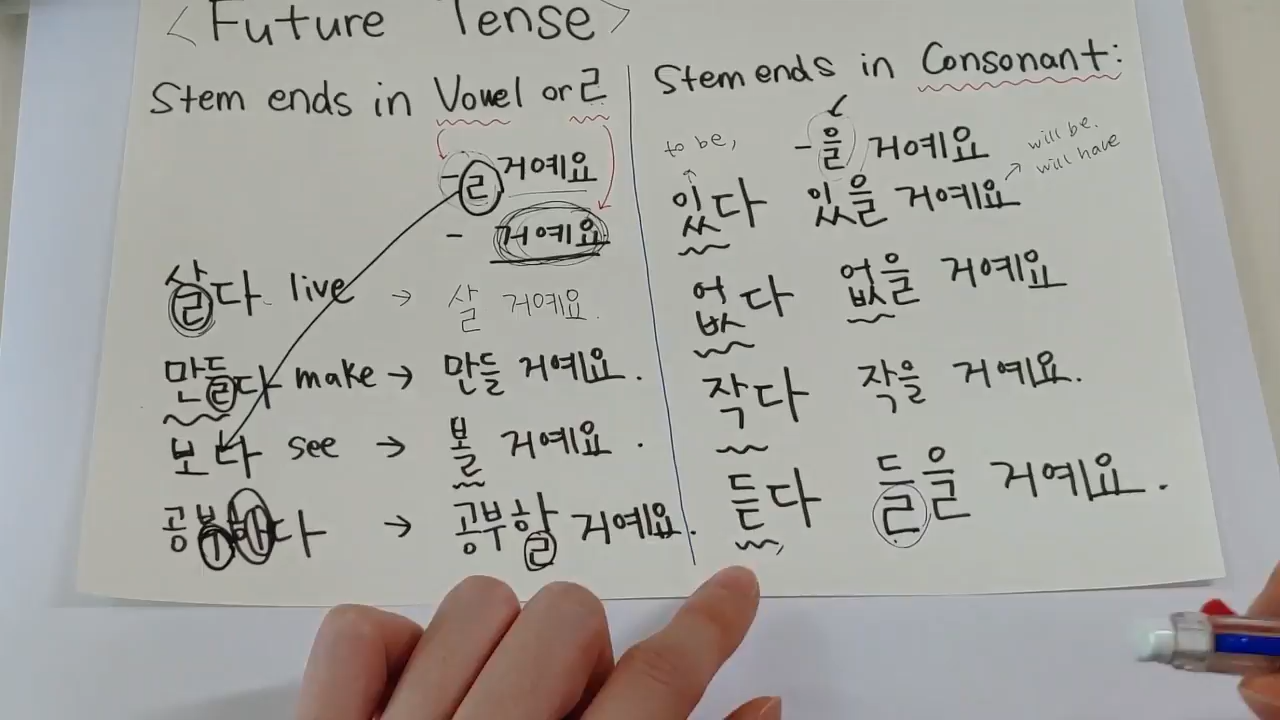 <Future Tense>
Stem ends in Vowel or ㄹ
-ㄹ 거예요
- 거예요
살다 live → 살 거예요.
만들다 make → 만들 거예요.
보다 see → 볼 거예요.
공부하다 → 공부할 거예요.
Stem ends in Consonant:
-을 거예요
to be,
will be.
will have
있다 있을 거예요
없다 없을 거예요
작다 작을 거예요.
듣다 들을 거예요.